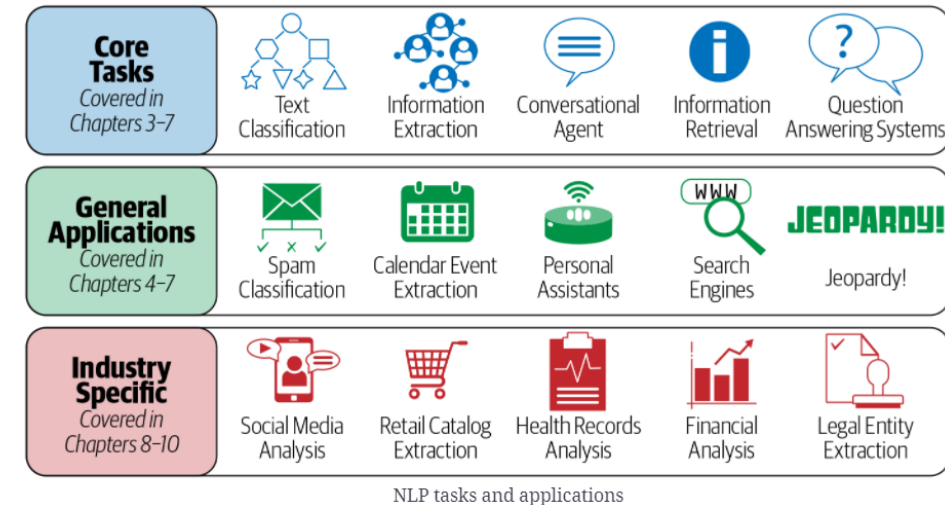 Core
Tasks
Covered in
Chapters 3–7
Text
Classification
Information
Extraction
Conversational
Agent
i
Information
Retrieval
?
Question
Answering Systems
General
Applications
Covered in
Chapters 4–7
Spam
Classification
Calendar Event
Extraction
Personal
Assistants
WWW
Search
Engines
JEOPARDY!
Jeopardy!
Industry
Specific
Covered in
Chapters 8–10
Social Media
Analysis
Retail Catalog
Extraction
Health Records
Analysis
Financial
Analysis
Legal Entity
Extraction
NLP tasks and applications